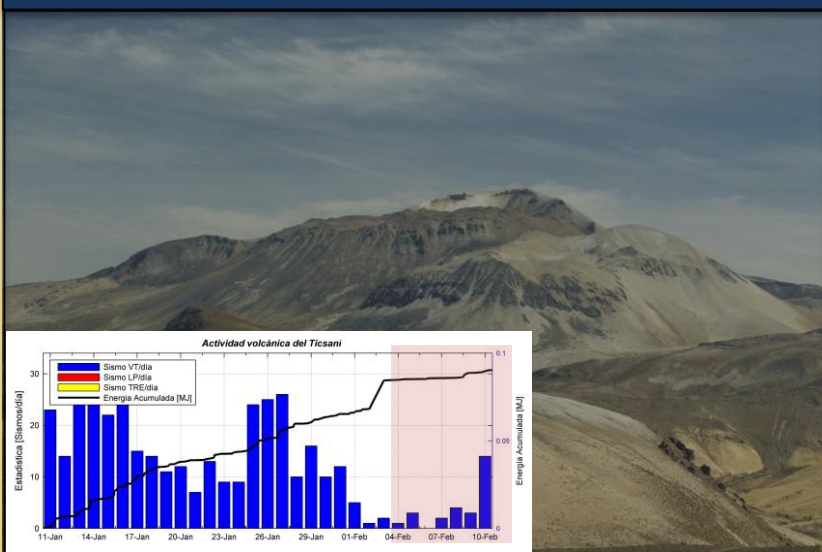 Actividad volcánica del Ticsani
Sismo VT/día
Sismo LP/día
Sismo TRE/día
Energía Acumulada [MJ]
Estadística [Sismos/día]
30
20
10
0
0.1
0.05
0
Energía Acumulada [MJ]
11-Jan 14-Jan 17-Jan 20-Jan 23-Jan 26-Jan 29-Jan 01-Feb 04-Feb 07-Feb 10-Feb